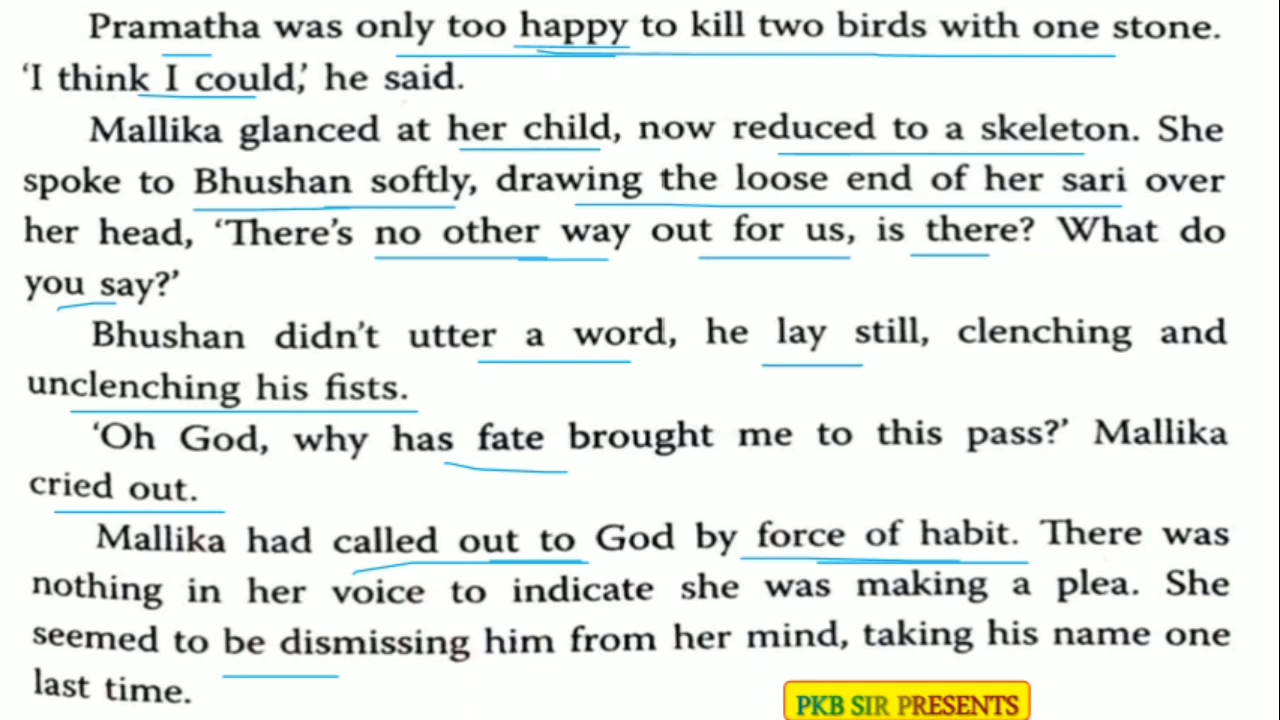 Pramatha was only too happy to kill two birds with one stone.
‘I think I could,’ he said.
Mallika glanced at her child, now reduced to a skeleton. She
spoke to Bhushan softly, drawing the loose end of her sari over
her head, ‘There’s no other way out for us, is there? What do
you say?’
Bhushan didn’t utter a word, he lay still, clenching and
unclenching his fists.
‘Oh God, why has fate brought me to this pass?’ Mallika
cried out.
Mallika had called out to God by force of habit. There was
nothing in her voice to indicate she was making a plea. She
seemed to be dismissing him from her mind, taking his name one
last time.
PKB SIR PRESENTS